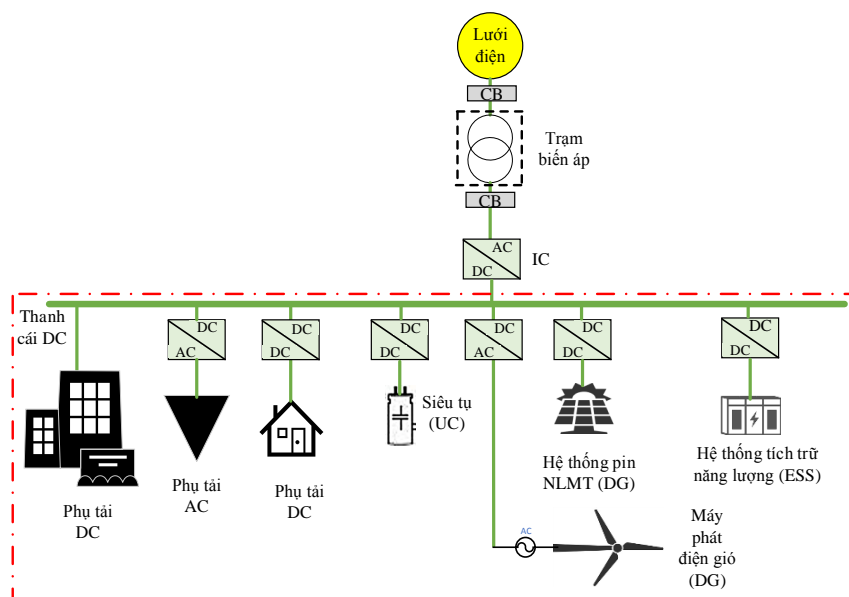 Lưới
điện
CB
Trạm
biến áp
CB
AC
DC
IC
Thanh
cái DC
DC
AC
DC
DC
DC
DC
DC
AC
DC
DC
DC
DC
Phụ tải
DC
Phụ tải
AC
Phụ tải
DC
Siêu tụ
(UC)
Hệ thống pin
NLMT (DG)
Hệ thống tích trữ
năng lượng (ESS)
AC
Máy
phát
điện gió
(DG)